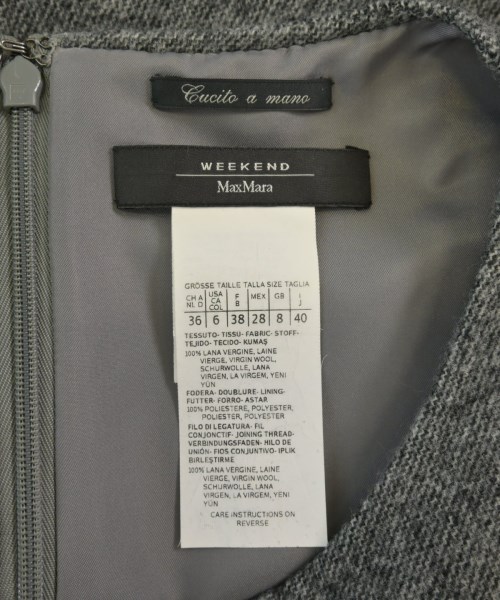 Cucito a mano
WEEKEND
MaxMara
GRÖSSE TAILLE TALLA SIZE TAGLIA
CH A NL D USA CA COL F B MEX GB I J
36 6 38 28 8 40
TESSUTO- TISSU- FABRIC- STOFF-
TEJIDO- TECIDO- KUMAŞ
100% LANA VERGINE, LAINE
VIERGE, VIRGIN WOOL,
SCHURWOLLE, LANA
VIRGEN, LA VIRGEM, YENI
YÜN
FODERA- DOUBLURE- LINING-
FUTTER- FORRO- ASTAR
100% POLIESTERE, POLYESTER,
POLIÉSTER, POLYESTER
FILO DI LEGATURA- FIL
CONJONCTIF- JOINING THREAD-
VERBINDUNGSFADEN- HILO DE
UNIÓN- FIOS CONJUNTIVO- IPLIK
BIRLEŞTIRME
100% LANA VERGINE, LAINE
VIERGE, VIRGIN WOOL,
SCHURWOLLE, LANA
VIRGEN, LA VIRGEM, YENI
YÜN
CARE INSTRUCTIONS ON
REVERSE